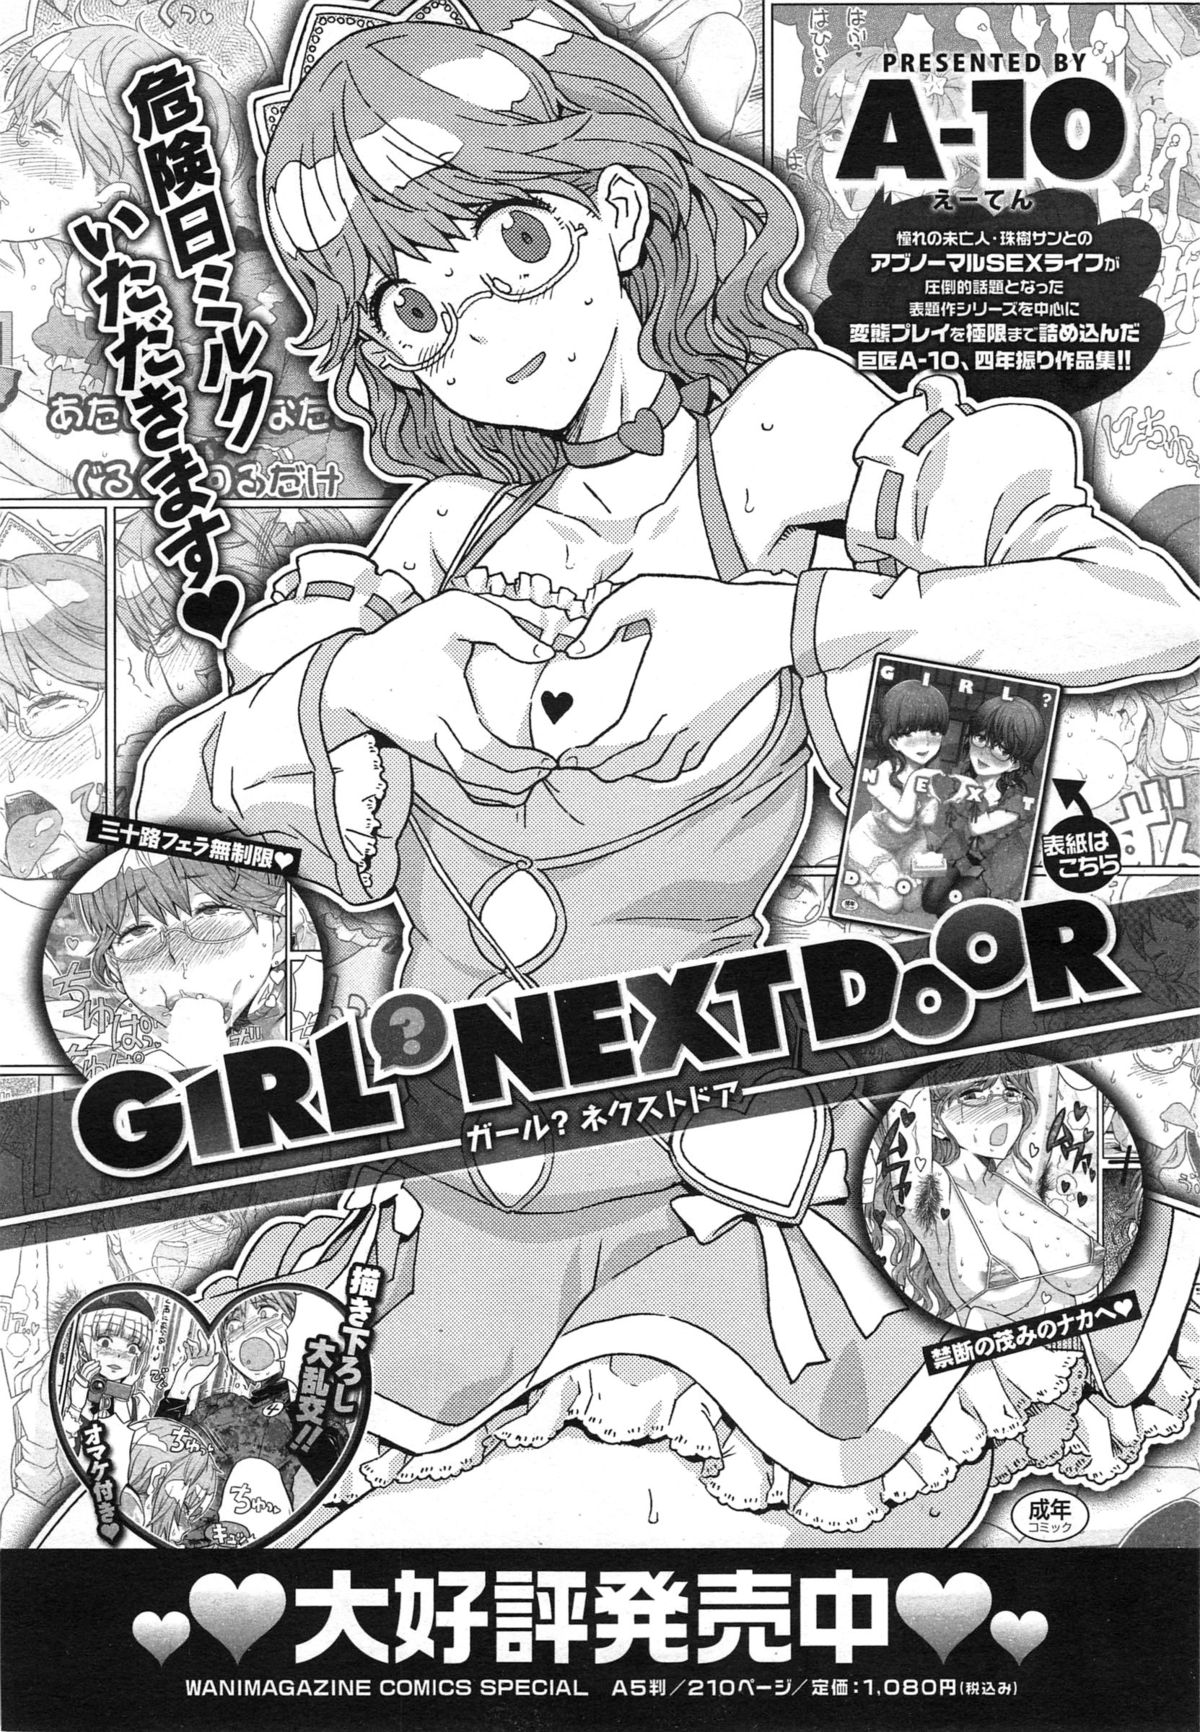 PRESENTED BY
A-10
えーてん
憧れの未亡人・珠樹サンとの
アブノーマルSEXライフが
圧倒的話題となった
表題作シリーズを中心に
変態プレイを極限まで詰め込んだ
巨匠A-10、四年振り作品集!!
危険日ミルク
いただきます♥
GIRL?
NEXT
DOOR
成年
表紙は
こちら
三十路フェラ無制限♥
GiRL?NEXTDOOR
ガール?ネクストドア
禁断の茂みのナカへ♥
描き下ろし
大乱交!!
オマケ付き♥
成年
コミック
大好評発売中
WANIMAGAZINE COMICS SPECIAL A5判/210ページ/定価:1,080円(税込み)